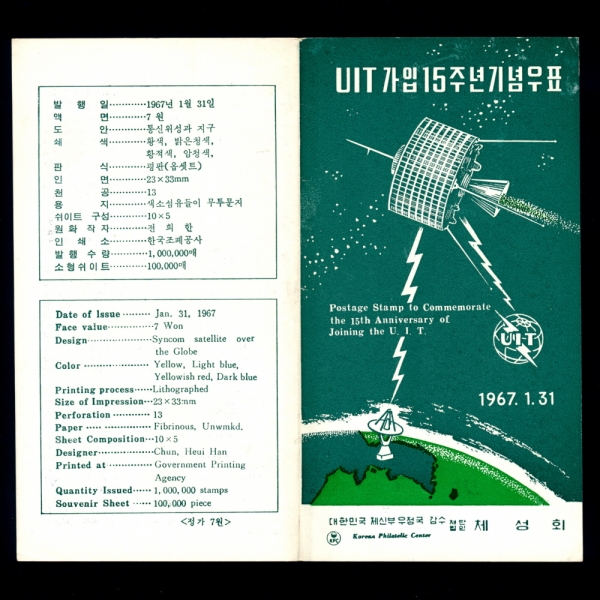 발 행 일············1967년 1월 31일
액 면············7 원
도 안············통신위성과 지구
쇄 색············황색, 밝은청색,
황적색, 암청색,
판 식············평판(옵셋트)
인 면············23×33mm
천 공············13
용 지············색소섬유들이 무투문지
쉬이트 구성············10×5
원화 작자············전 희 한
인 쇄 소············한국조폐공사
발행 수량············1,000,000매
소형쉬이트············100,000매
Date of Issue ········· Jan. 31, 1967
Face value············7 Won
Design············Syncom satellite over
the Globe
Color ················· Yellow, Light blue,
Yellowish red, Dark blue
Printing process·····Lithographed
Size of Impression···23×33:mm
Perforation ············ 13
Paper ····· ············ Fibrinous, Unwmkd.
Sheet Composition···10×5
Designer···············Chun, Heui Han
Printed at ············Government Printing
Agency
Quantity Issued······1,000,000 stamps
Souvenir Sheet ······ 100,000 piece
<정가 7원>
UIT 가입 15주년기념우표
Postage Stamp to Commemorate
the 15th Anniversary of
Joining the U. I. T.
UIT
1967. 1. 31
대한민국 체신부 우정국 감수 체 성 회
KPC Korean Philatelic Center